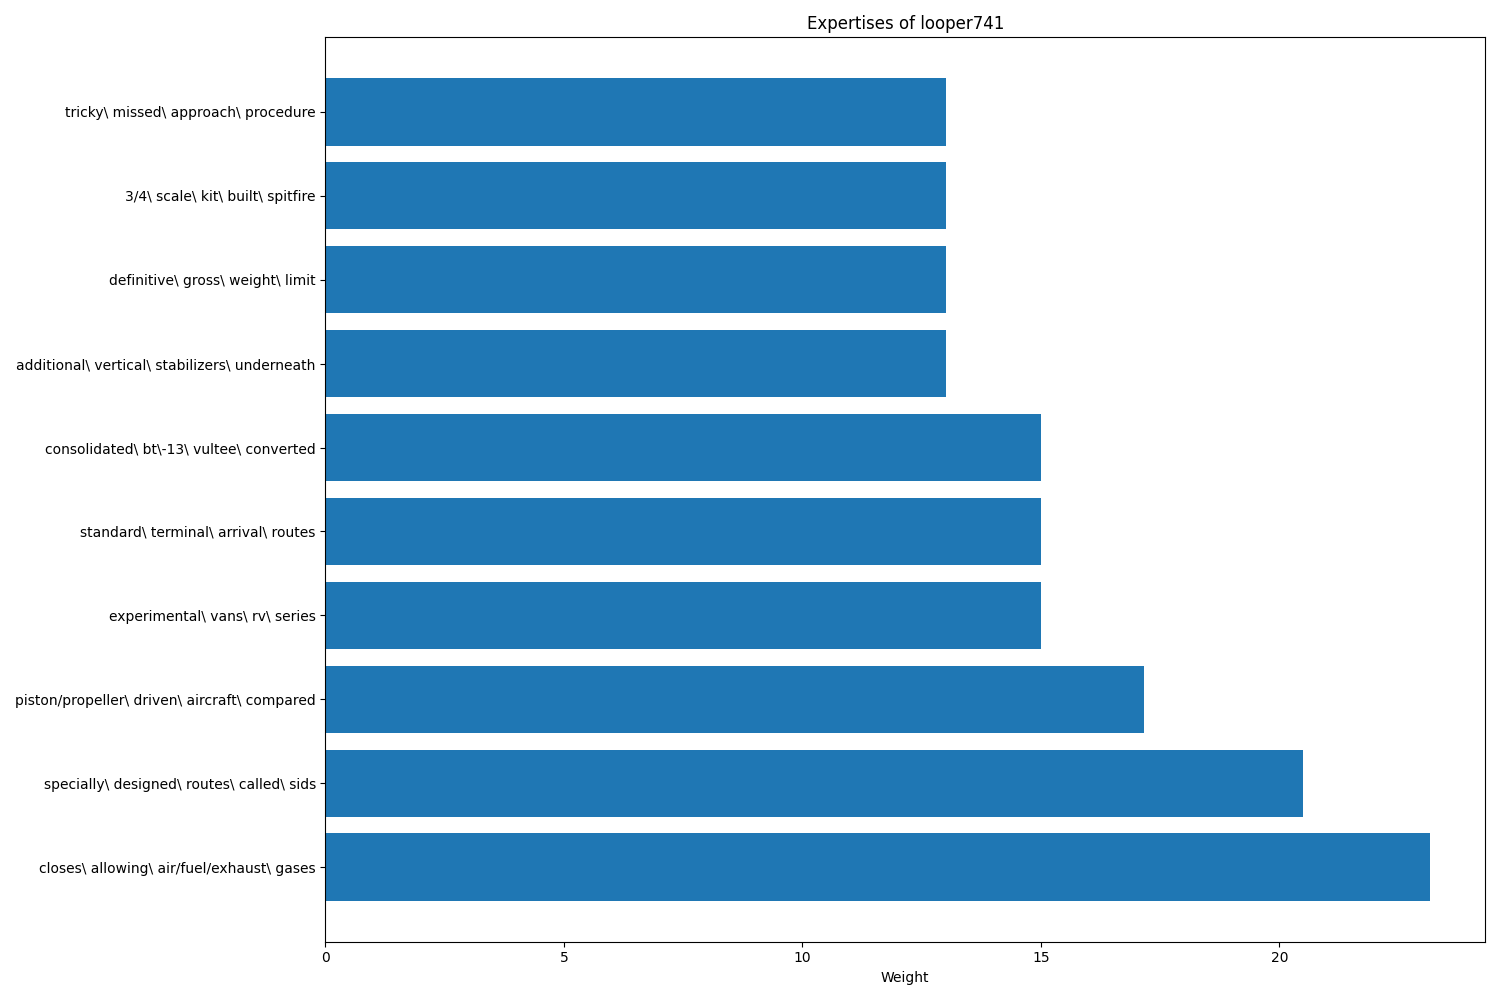 Expertises of looper741
tricky\ missed\ approach\ procedure
3/4\ scale\ kit\ built\ spitfire
definitive\ gross\ weight\ limit
additional\ vertical\ stabilizers\ underneath
consolidated\ bt\-13\ vultee\ converted
standard\ terminal\ arrival\ routes
experimental\ vans\ rv\ series
piston/propeller\ driven\ aircraft\ compared
specially\ designed\ routes\ called\ sids
closes\ allowing\ air/fuel/exhaust\ gases
0 5 10 15 20
Weight